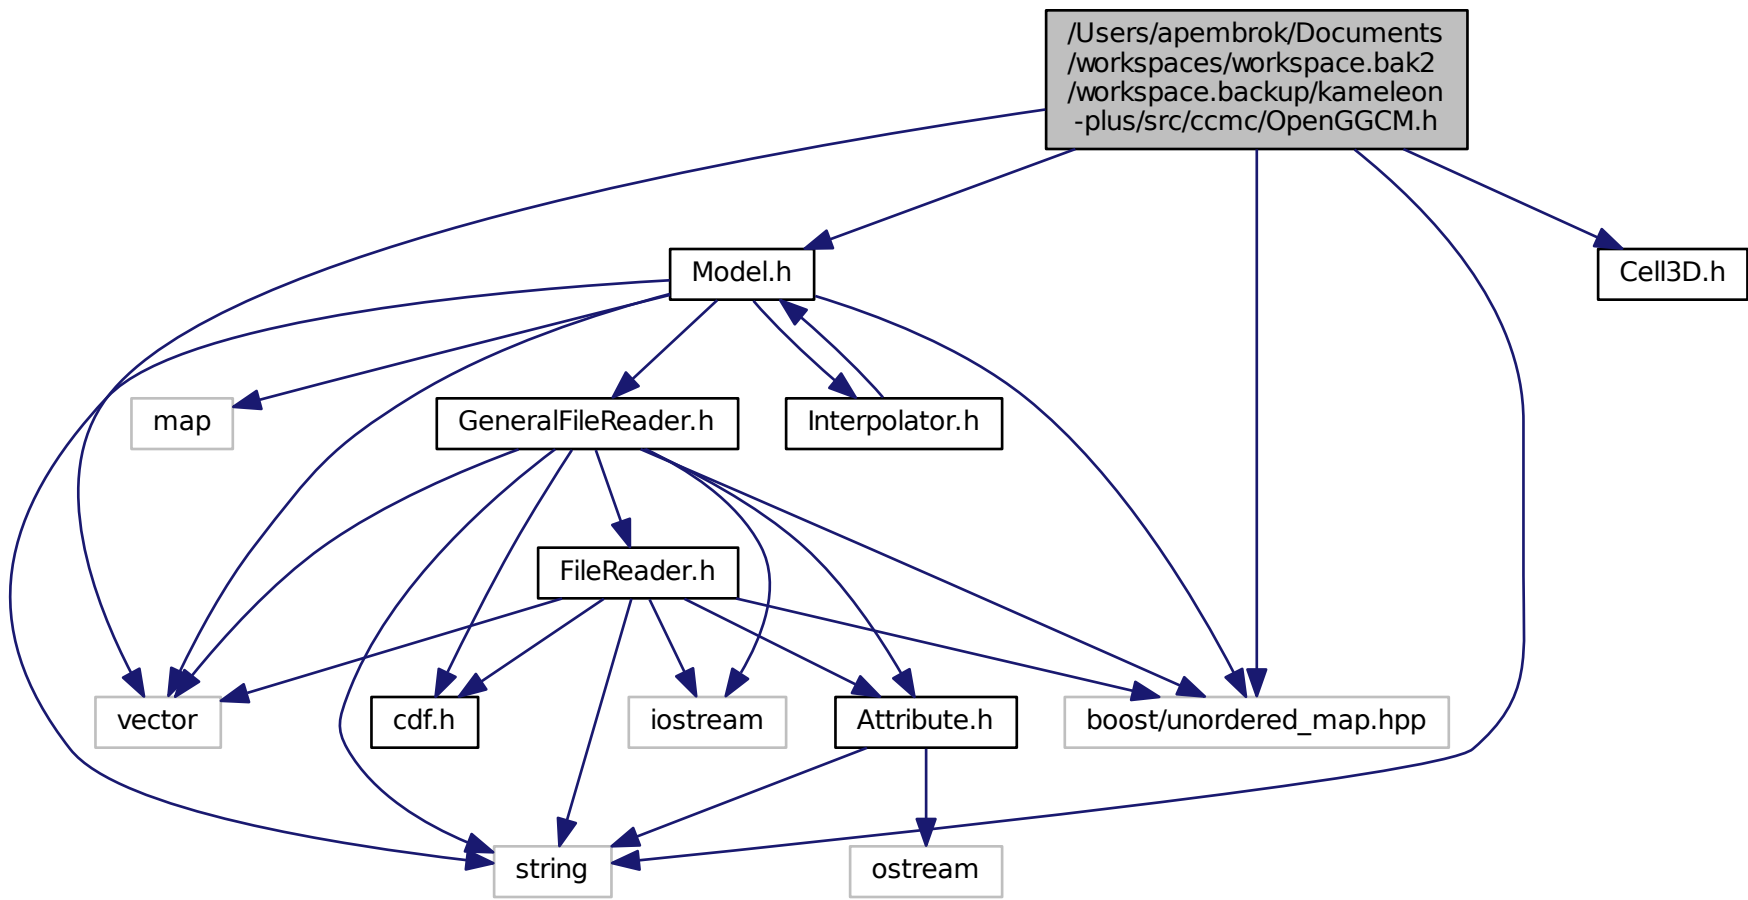 /Users/apembrok/Documents
/workspaces/workspace.bak2
/workspace.backup/kameleon
-plus/src/ccmc/OpenGGCM.h
Model.h
Cell3D.h
map
GeneralFileReader.h
Interpolator.h
FileReader.h
vector
cdf.h
iostream
Attribute.h
boost/unordered_map.hpp
string
ostream